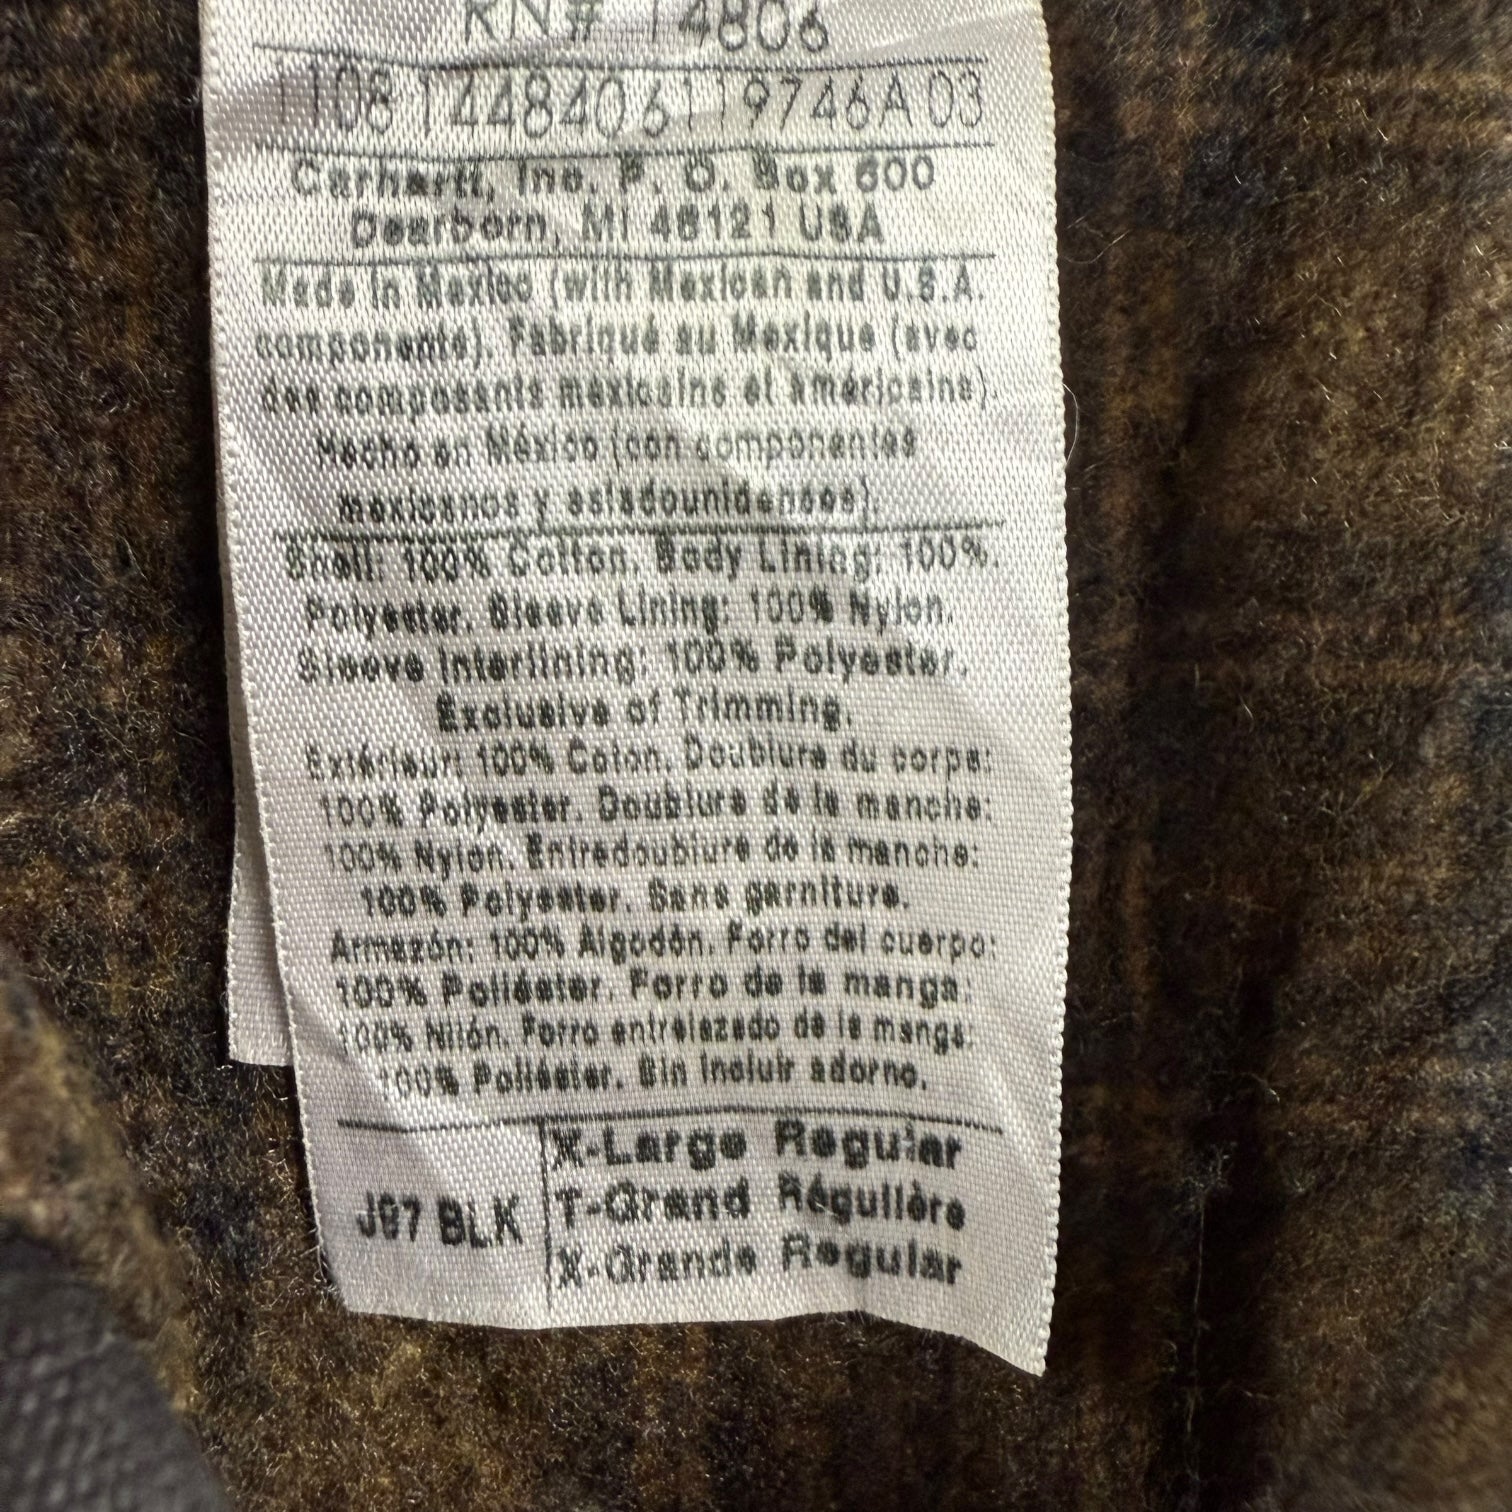 RN# 14806
11081448406119746A03
Carhartt, Inc. P. O. Box 600
Dearborn, MI 48121 USA
Made in Mexico (with Mexican and U.S.A.
components). Fabriqué au Mexique (avec
des composants mexicains et américains).
Hecho en México (con componentes
mexicanos y estadounidenses).
Shell: 100% Cotton. Body Lining: 100%
Polyester. Sleeve Lining: 100% Nylon.
Sleeve Interlining: 100% Polyester.
Exclusive of Trimming.
Extérieur: 100% Coton. Doublure du corps:
100% Polyester. Doublure de la manche:
100% Nylon. Entredoublure de la manche:
100% Polyester. Sans garniture.
Armazón: 100% Algodón. Forro del cuerpo:
100% Poliéster. Forro de la manga:
100% Nilón. Forro entrelazado de la manga:
100% Poliéster. Sin incluir adorno.
J97 BLK
X-Large Regular
T-Grand Régulière
X-Grande Regular